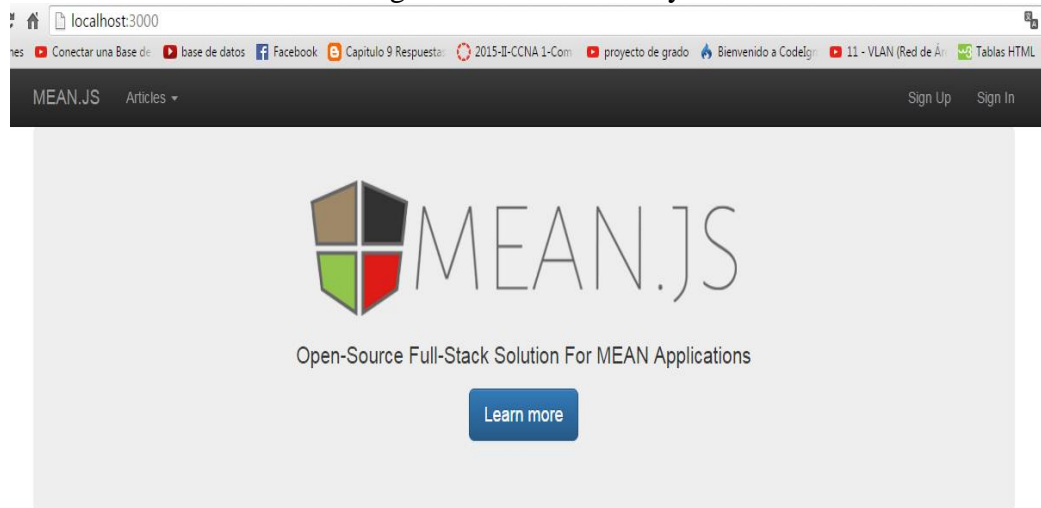 localhost:3000
Conectar una Base de base de datos Facebook Capitulo 9 Respuesta 2015-II-CCNA 1-Com proyecto de grado Bienvenido a CodeIgn 11 - VLAN (Red de Ár Tablas HTML
MEAN.JS Articles Sign Up Sign In
MEAN.JS
Open-Source Full-Stack Solution For MEAN Applications
Learn more